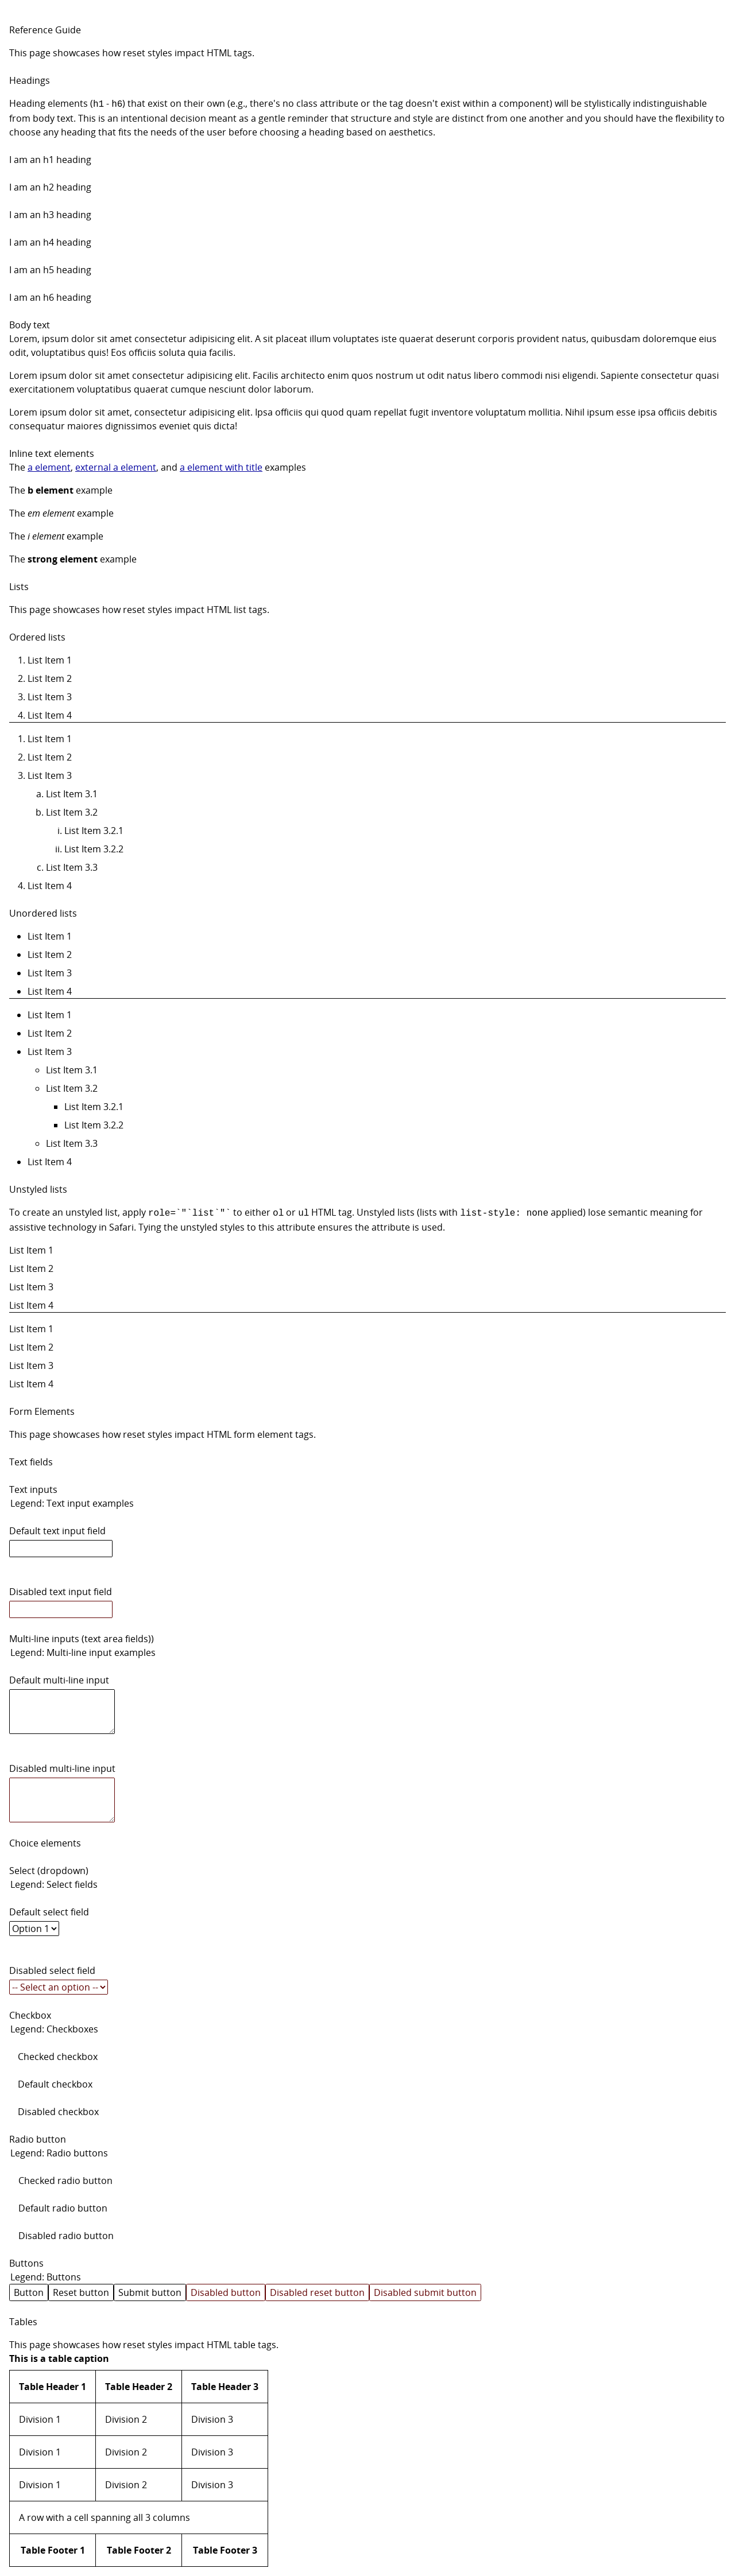 Reference Guide
This page showcases how reset styles impact HTML tags.
Headings
Heading elements (h1 - h6) that exist on their own (e.g., there's no class attribute or the tag doesn't exist within a component) will be stylistically indistinguishable
from body text. This is an intentional decision meant as a gentle reminder that structure and style are distinct from one another and you should have the flexibility to
choose any heading that fits the needs of the user before choosing a heading based on aesthetics.
I am an h1 heading
I am an h2 heading
I am an h3 heading
I am an h4 heading
I am an h5 heading
I am an h6 heading
Body text
Lorem, ipsum dolor sit amet consectetur adipisicing elit. A sit placeat illum voluptates iste quaerat deserunt corporis provident natus, quibusdam doloremque eius
odit, voluptatibus quis! Eos officiis soluta quia facilis.
Lorem ipsum dolor sit amet consectetur adipisicing elit. Facilis architecto enim quos nostrum ut odit natus libero commodi nisi eligendi. Sapiente consectetur quasi
exercitationem voluptatibus quaerat cumque nesciunt dolor laborum.
Lorem ipsum dolor sit amet, consectetur adipisicing elit. Ipsa officiis qui quod quam repellat fugit inventore voluptatum mollitia. Nihil ipsum esse ipsa officiis debitis
consequatur maiores dignissimos eveniet quis dicta!
Inline text elements
The a element, external a element, and a element with title examples
The b element example
The em element example
The i element example
The strong element example
Lists
This page showcases how reset styles impact HTML list tags.
Ordered lists
1. List Item 1
2. List Item 2
3. List Item 3
4. List Item 4
1. List Item 1
2. List Item 2
3. List Item 3
a. List Item 3.1
b. List Item 3.2
i. List Item 3.2.1
ii. List Item 3.2.2
c. List Item 3.3
4. List Item 4
Unordered lists
• List Item 1
• List Item 2
• List Item 3
• List Item 4
• List Item 1
• List Item 2
• List Item 3
◦ List Item 3.1
◦ List Item 3.2
▪ List Item 3.2.1
▪ List Item 3.2.2
◦ List Item 3.3
• List Item 4
Unstyled lists
To create an unstyled list, apply role=`"`list`"` to either ol or ul HTML tag. Unstyled lists (lists with list-style: none applied) lose semantic meaning for
assistive technology in Safari. Tying the unstyled styles to this attribute ensures the attribute is used.
List Item 1
List Item 2
List Item 3
List Item 4
List Item 1
List Item 2
List Item 3
List Item 4
Form Elements
This page showcases how reset styles impact HTML form element tags.
Text fields
Text inputs
Legend: Text input examples
Default text input field
Disabled text input field
Multi-line inputs (text area fields))
Legend: Multi-line input examples
Default multi-line input
Disabled multi-line input
Choice elements
Select (dropdown)
Legend: Select fields
Default select field
Option 1
Disabled select field
-- Select an option --
Checkbox
Legend: Checkboxes
Checked checkbox
Default checkbox
Disabled checkbox
Radio button
Legend: Radio buttons
Checked radio button
Default radio button
Disabled radio button
Buttons
Legend: Buttons
Button Reset button Submit button Disabled button Disabled reset button Disabled submit button
Tables
This page showcases how reset styles impact HTML table tags.
This is a table caption
Table Header 1 Table Header 2 Table Header 3
Division 1 Division 2 Division 3
Division 1 Division 2 Division 3
Division 1 Division 2 Division 3
A row with a cell spanning all 3 columns
Table Footer 1 Table Footer 2 Table Footer 3